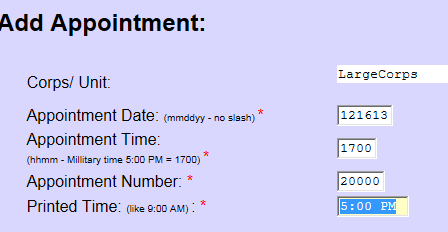 Add Appointment:
Corps/ Unit: LargeCorps
Appointment Date: (mmddyy - no slash) * 121613
Appointment Time:
(hhmm - Millitary time 5:00 PM = 1700) * 1700
Appointment Number: * 20000
Printed Time: (like 9:00 AM) : * 5:00 PM